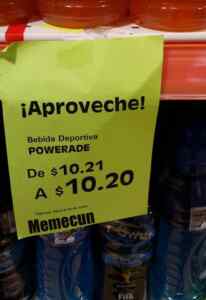 ¡Aproveche!
Bebida Deportiva
POWERADE
De $10.21
A $10.20
Memecun